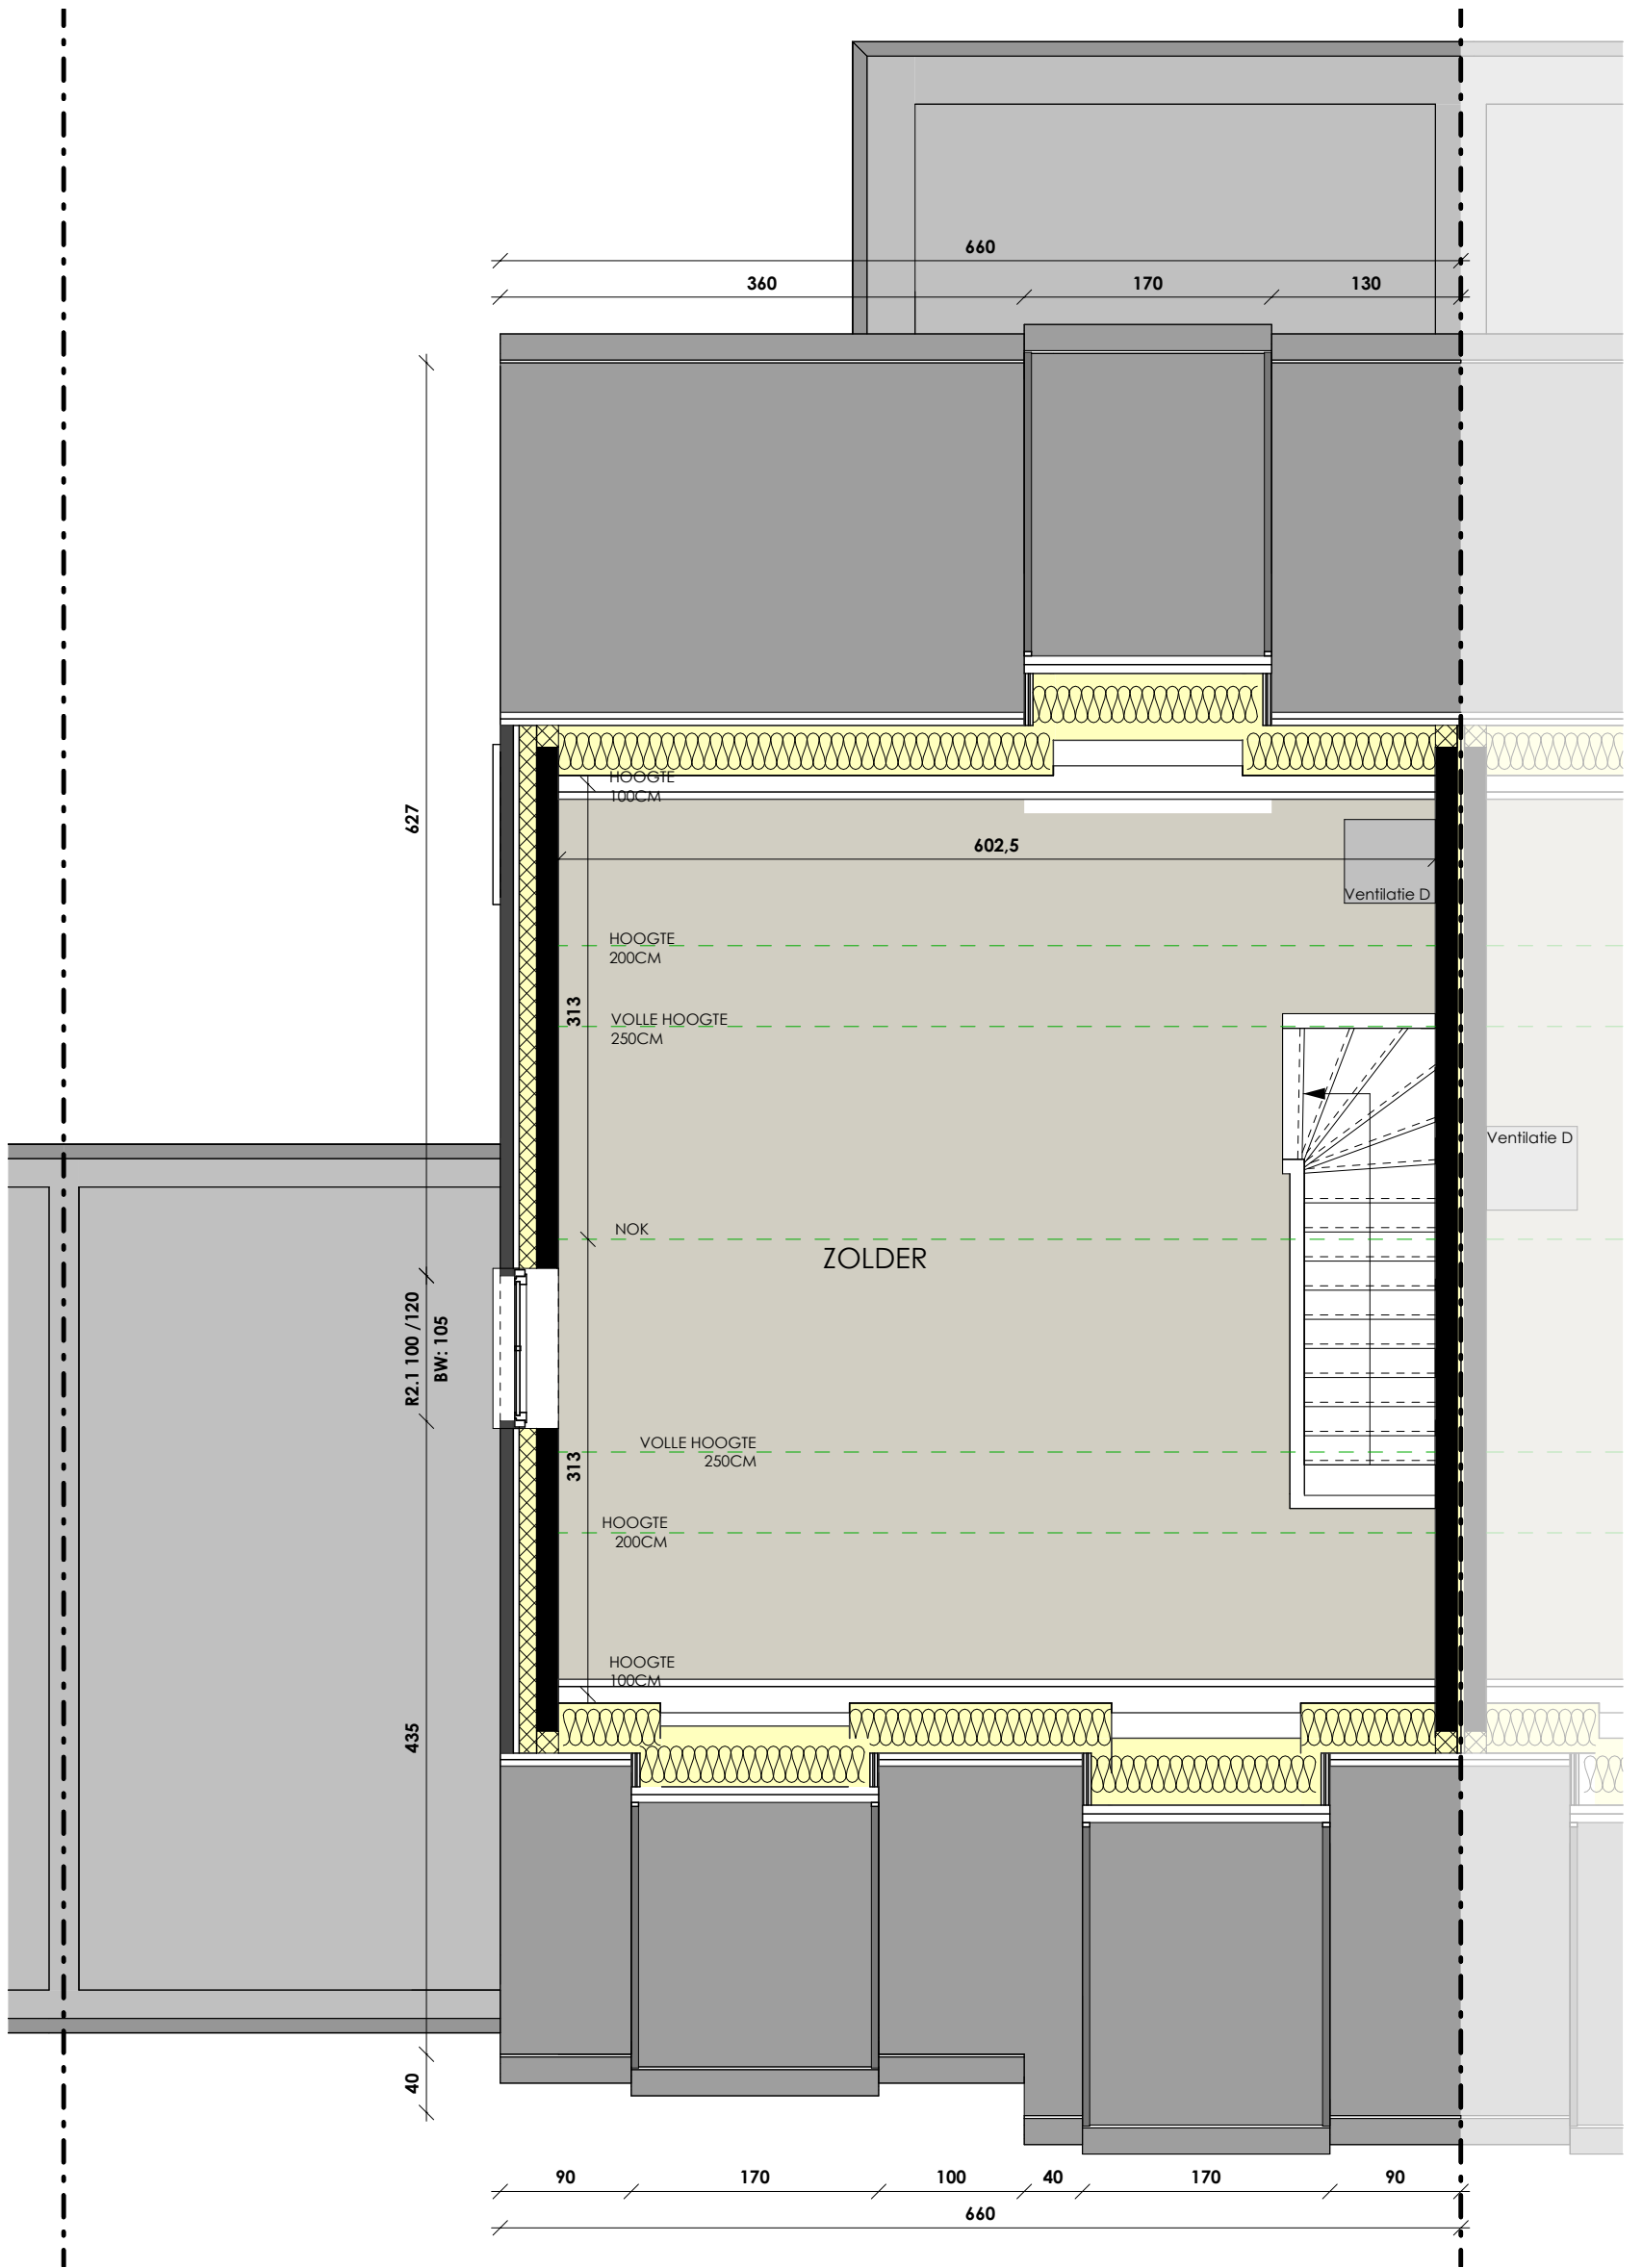 660
360 170 130
HOOGTE
100CM
627
602,5
Ventilatie D
HOOGTE
200CM
313
VOLLE HOOGTE
250CM
Ventilatie D
NOK
ZOLDER
R2.1 100 /120
BW: 105
VOLLE HOOGTE
250CM
313
HOOGTE
200CM
HOOGTE
100CM
435
40
90 170 100 40 170 90
660